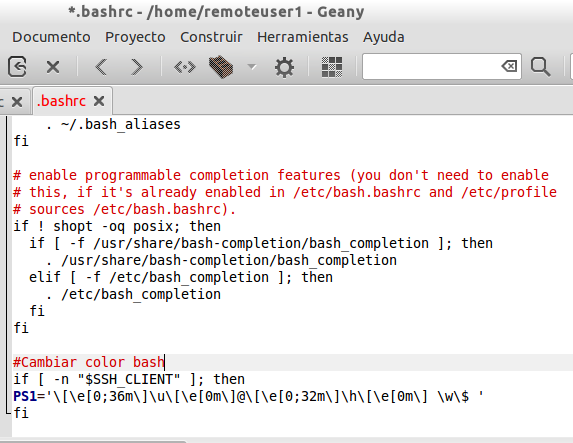 *.bashrc - /home/remoteuser1 - Geany
Documento Proyecto Construir Herramientas Ayuda
.bashrc
    . ~/.bash_aliases
fi
# enable programmable completion features (you don't need to enable
# this, if it's already enabled in /etc/bash.bashrc and /etc/profile
# sources /etc/bash.bashrc).
if ! shopt -oq posix; then
  if [ -f /usr/share/bash-completion/bash_completion ]; then
    . /usr/share/bash-completion/bash_completion
  elif [ -f /etc/bash_completion ]; then
    . /etc/bash_completion
  fi
fi
#Cambiar color bash
if [ -n "$SSH_CLIENT" ]; then
PS1='\[\e[0;36m\]\u\[\e[0m\]@\[\e[0;32m\]\h\[\e[0m\] \w\$ '
fi